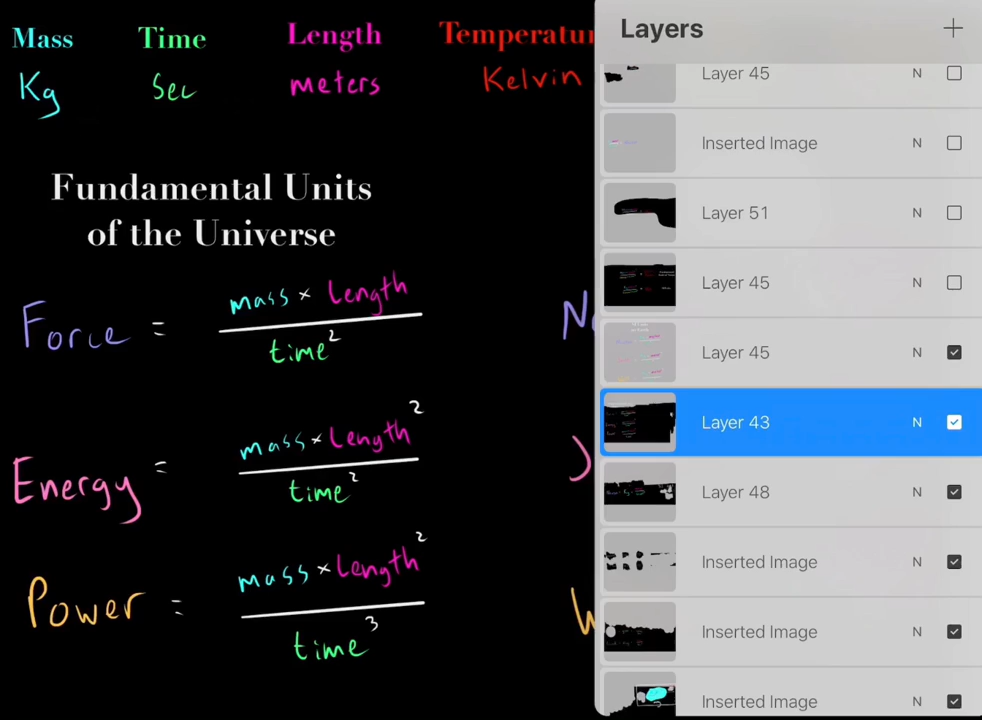 Mass Time Length
Kg Sec meters Kelvin
Fundamental Units
of the Universe
Force = mass × Length
time²
Energy = mass × Length²
time²
Power = mass × Length²
time³
Layers +
Layer 45 N
Inserted Image N
Layer 51 N
Layer 45 N
Layer 45 N
Layer 43 N
Layer 48 N
Inserted Image N
Inserted Image N
Inserted Image N